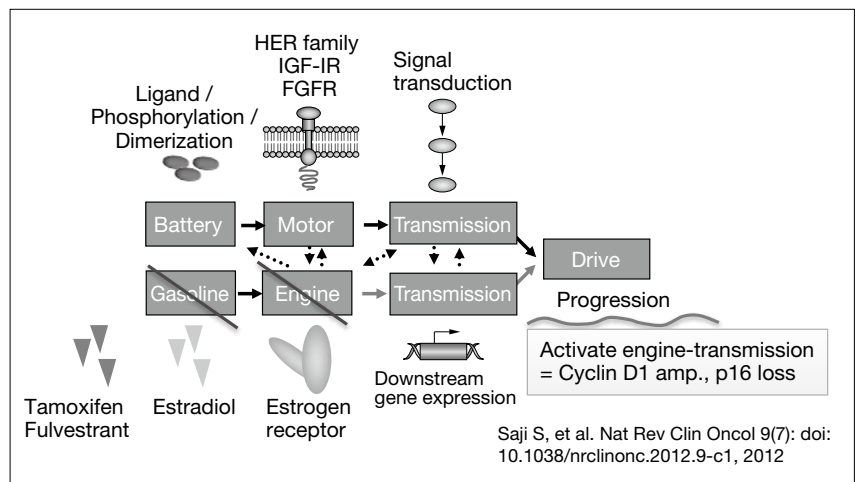 HER family
IGF-IR
FGFR
Signal
transduction
Ligand /
Phosphorylation /
Dimerization
Battery
Motor
Transmission
Gasoline
Engine
Transmission
Drive
Progression
Activate engine-transmission
= Cyclin D1 amp., p16 loss
Tamoxifen
Fulvestrant
Estradiol
Estrogen
receptor
Downstream
gene expression
Saji S, et al. Nat Rev Clin Oncol 9(7): doi:
10.1038/nrclinonc.2012.9-c1, 2012